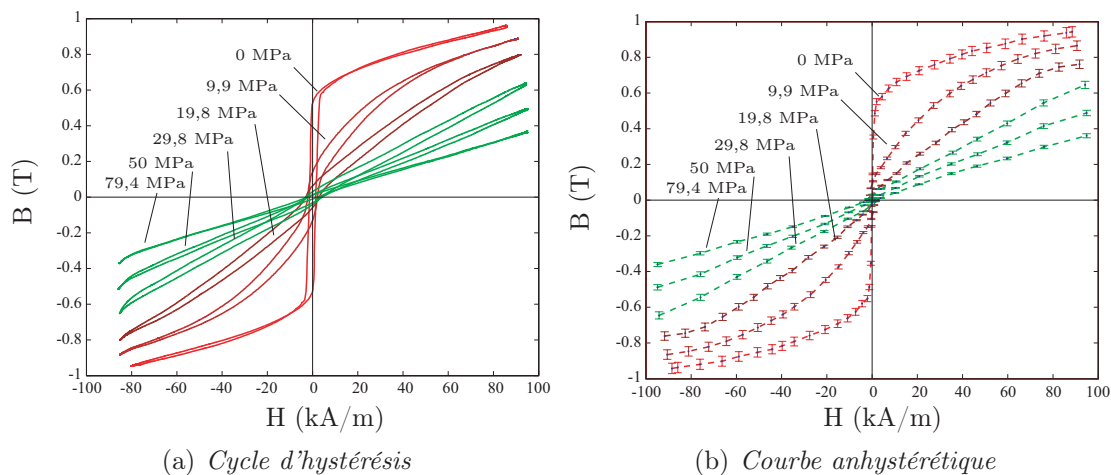 1
0.8
0.6
0.4
0.2
0
-0.2
-0.4
-0.6
-0.8
-1
B (T)
0 MPa
9,9 MPa
19,8 MPa
29,8 MPa
50 MPa
79,4 MPa
-100 -80 -60 -40 -20 0 20 40 60 80 100
H (kA/m)
(a) Cycle d'hystérésis
1
0.8
0.6
0.4
0.2
0
-0.2
-0.4
-0.6
-0.8
-1
B (T)
0 MPa
9,9 MPa
19,8 MPa
29,8 MPa
50 MPa
79,4 MPa
-100 -80 -60 -40 -20 0 20 40 60 80 100
H (kA/m)
(b) Courbe anhystérétique